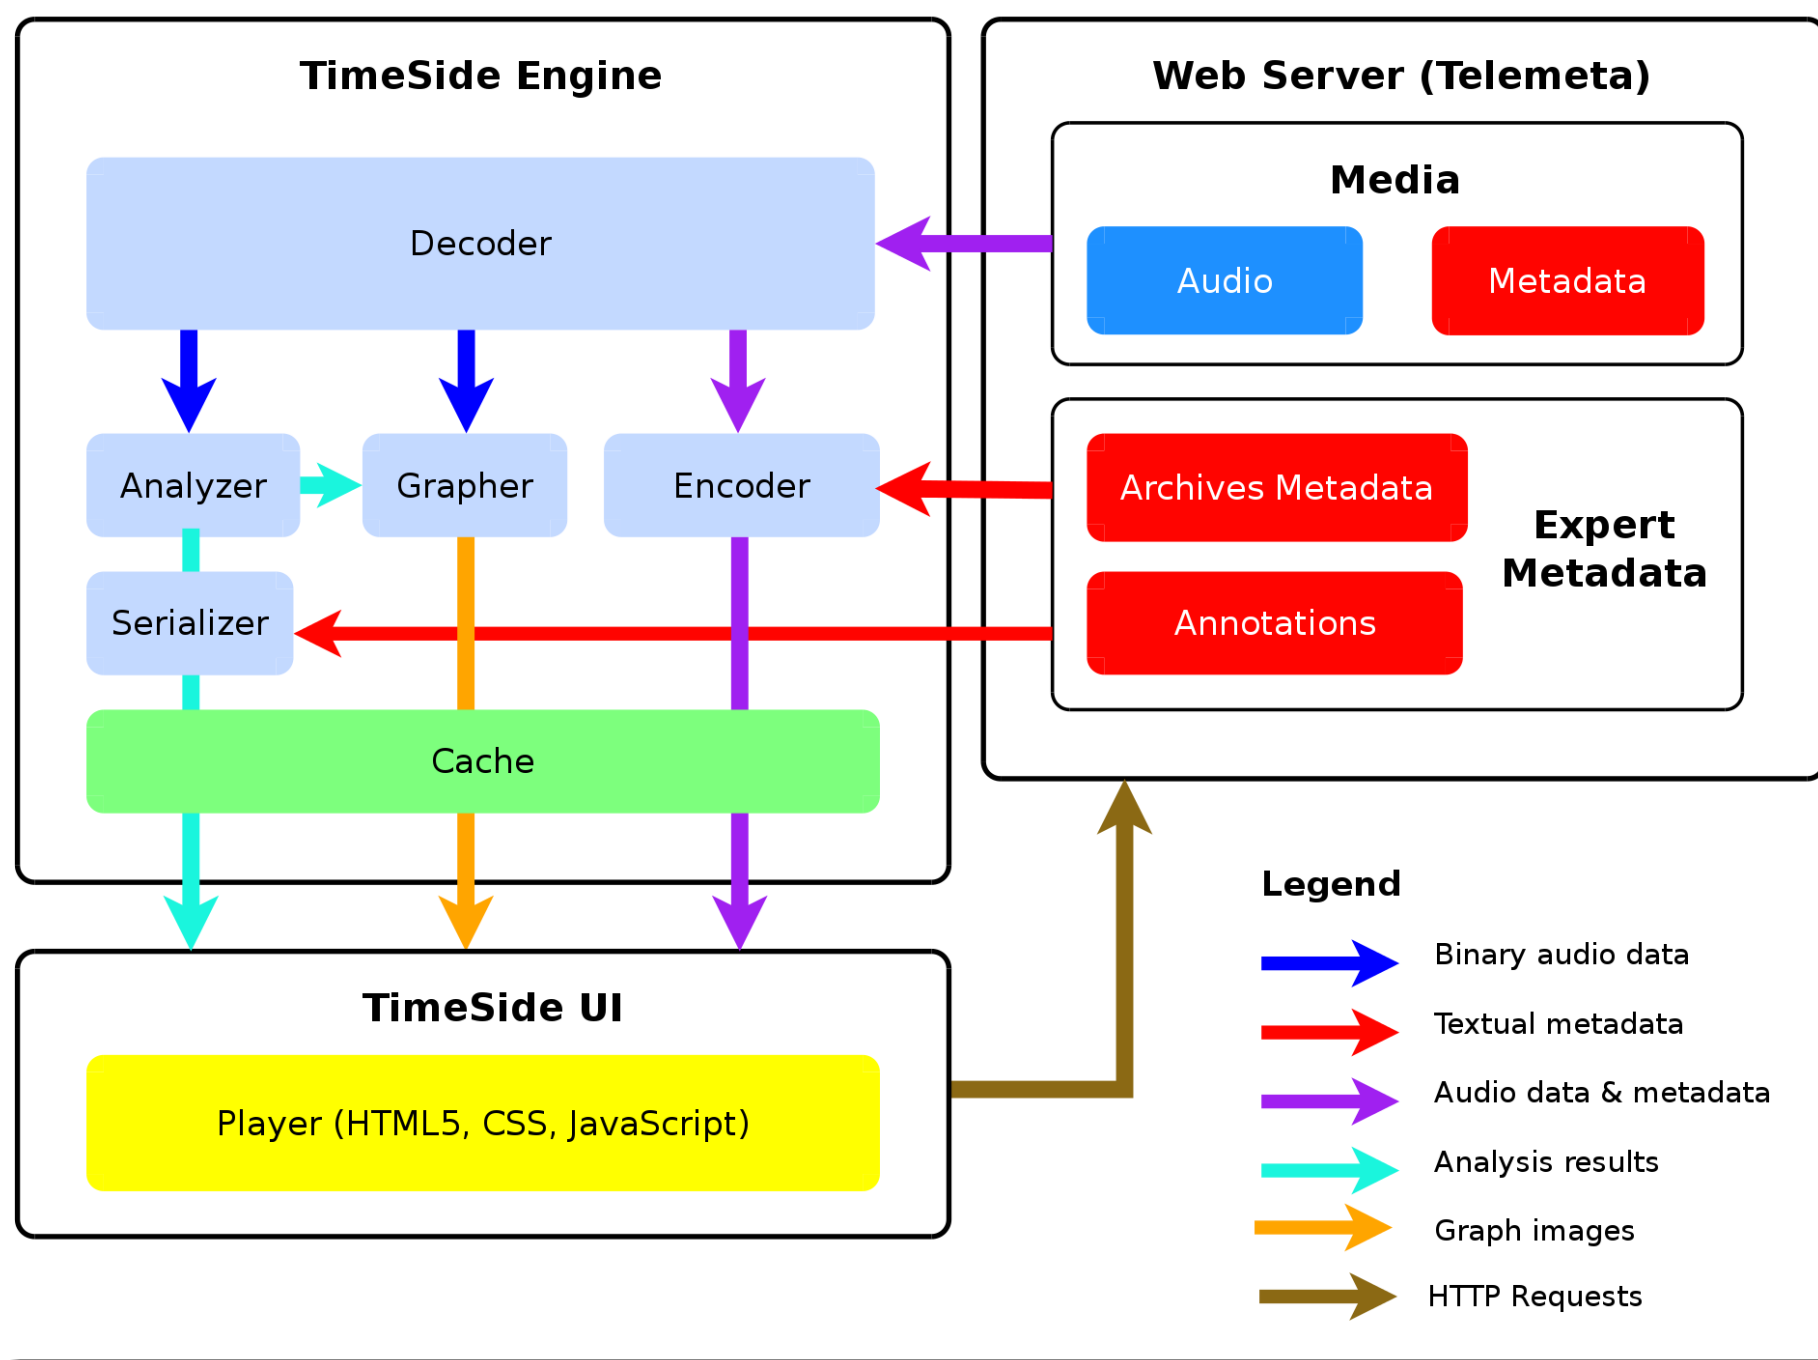 TimeSide Engine
Decoder
Analyzer
Grapher
Encoder
Serializer
Cache
Web Server (Telemeta)
Media
Audio
Metadata
Archives Metadata
Annotations
Expert
Metadata
TimeSide UI
Player (HTML5, CSS, JavaScript)
Legend
Binary audio data
Textual metadata
Audio data & metadata
Analysis results
Graph images
HTTP Requests